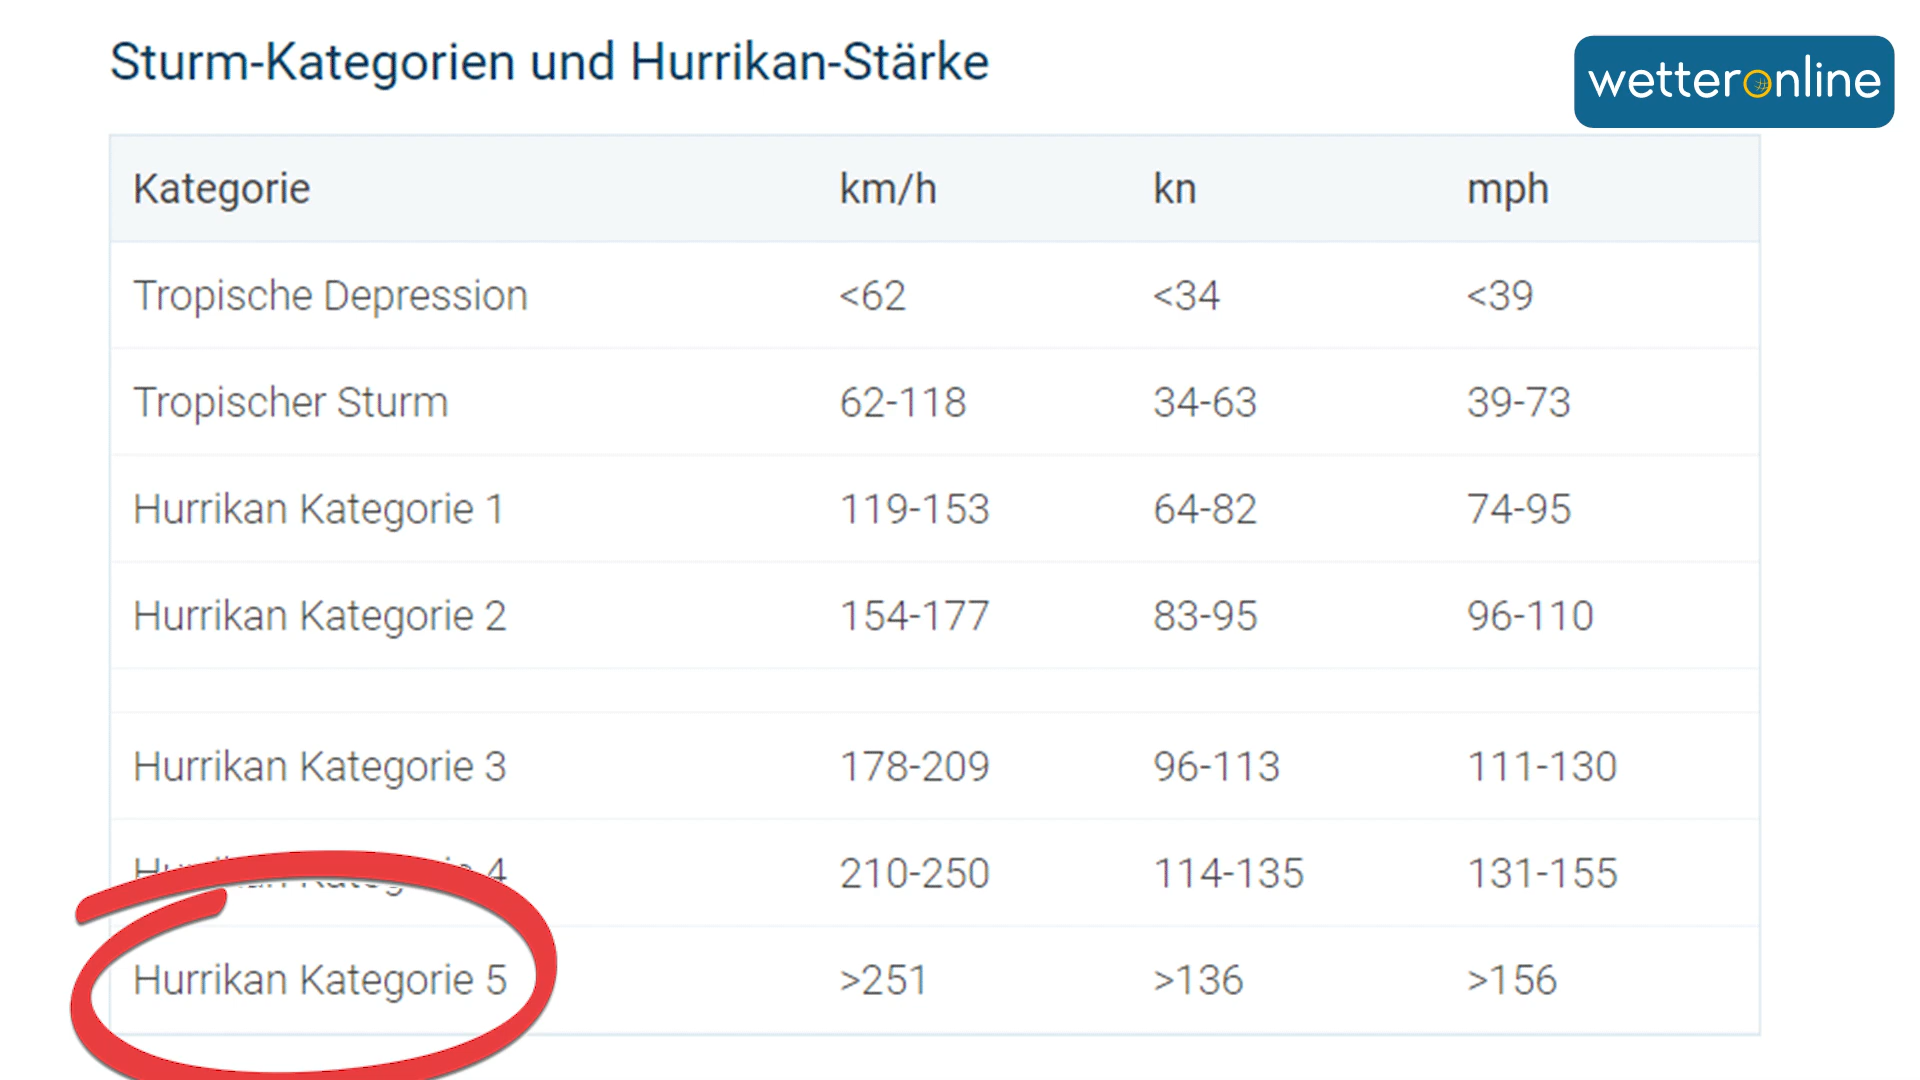 Sturm-Kategorien und Hurrikan-Stärke
wetteronline
Kategorie km/h kn mph
Tropische Depression <62 <34 <39
Tropischer Sturm 62-118 34-63 39-73
Hurrikan Kategorie 1 119-153 64-82 74-95
Hurrikan Kategorie 2 154-177 83-95 96-110
Hurrikan Kategorie 3 178-209 96-113 111-130
Hurrikan Kategorie 4 210-250 114-135 131-155
Hurrikan Kategorie 5 >251 >136 >156